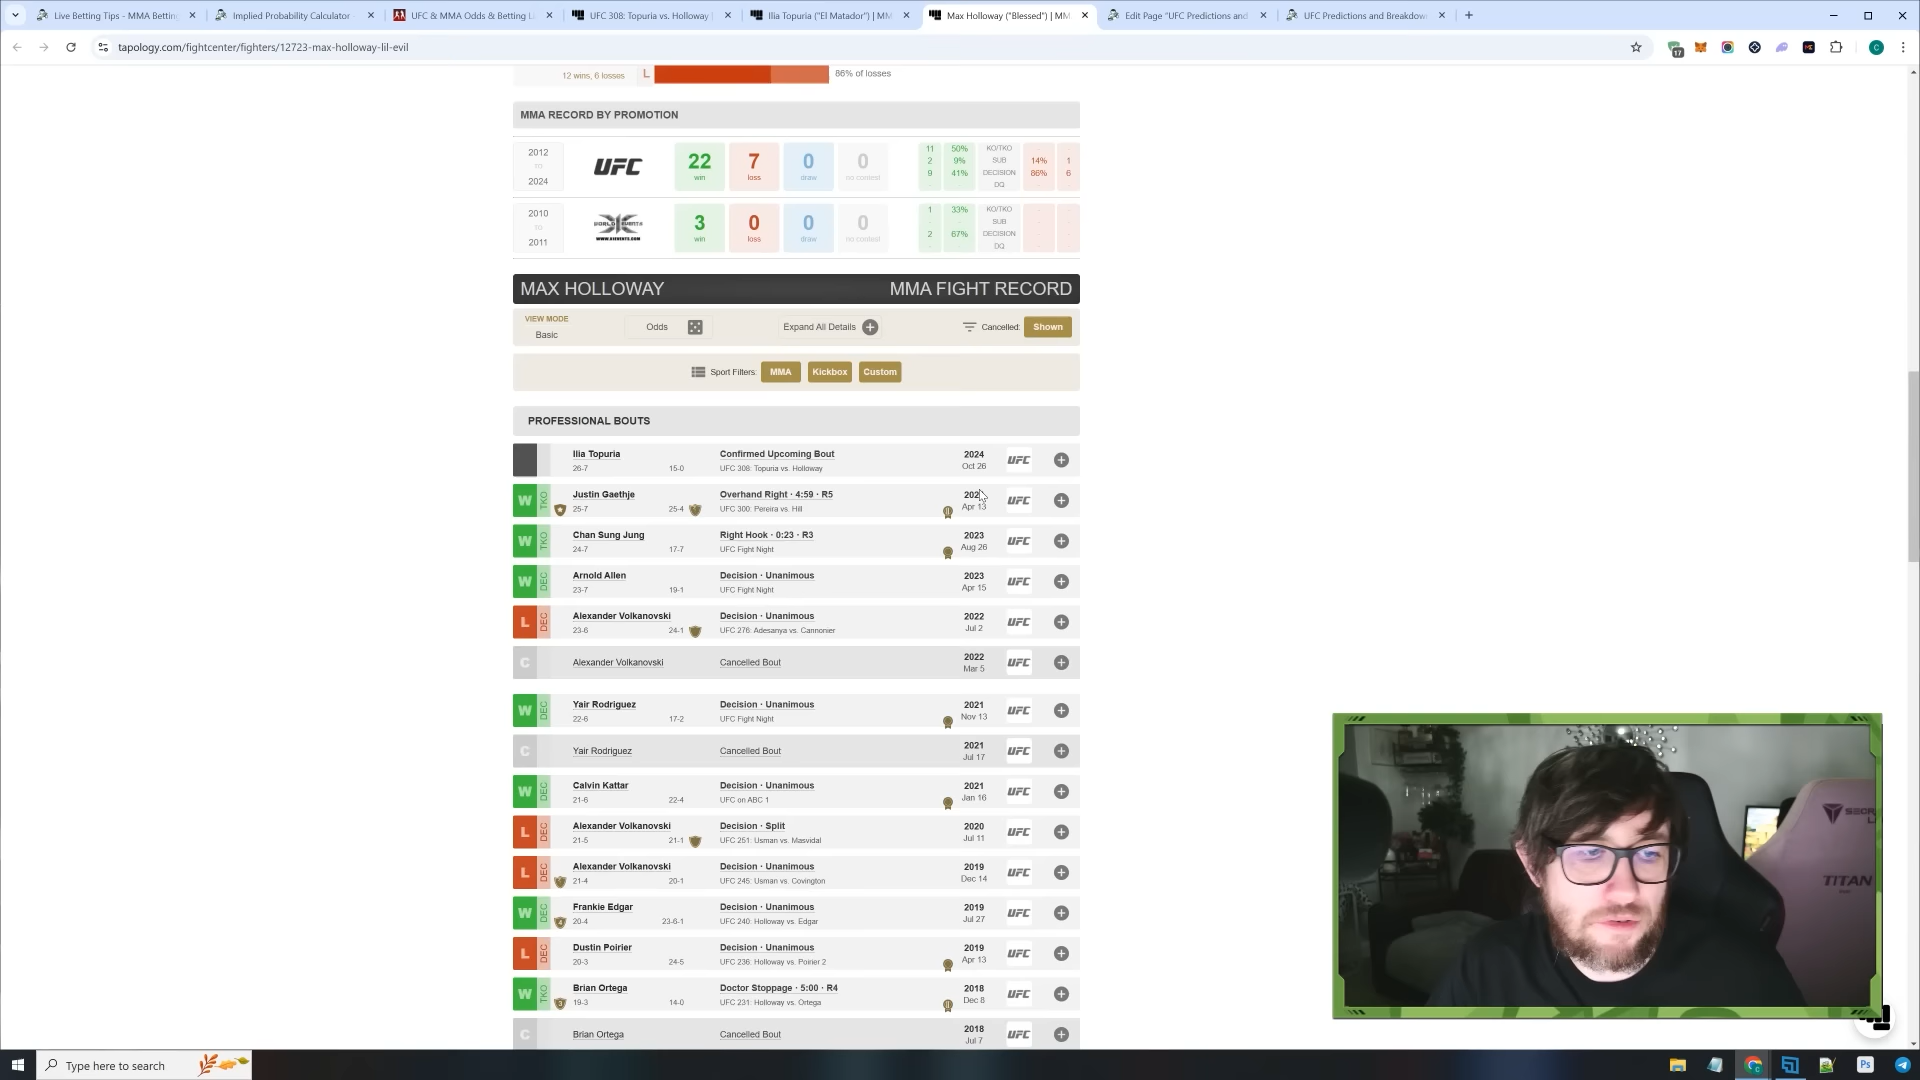 Live Betting Tips - MMA Betting
Implied Probability Calculator
UFC & MMA Odds & Betting Li
UFC 308: Topuria vs. Holloway
Ilia Topuria ("El Matador") | MM
Max Holloway ("Blessed") | MM
Edit Page "UFC Predictions and
UFC Predictions and Breakdow
tapology.com/fightcenter/fighters/12723-max-holloway-lil-evil
17
C
12 wins, 6 losses
L
86% of losses
MMA RECORD BY PROMOTION
2012
TO
2024
UFC
22
win
7
loss
0
draw
0
no contest
11 50% KO/TKO
2 9% SUB 14% 1
9 41% DECISION 86% 6
DQ
2010
TO
2011
WORLD EVENTS
WWW.X1EVENTS.COM
3
win
0
loss
0
draw
0
no contest
1 33% KO/TKO
SUB
2 67% DECISION
DQ
MAX HOLLOWAY
MMA FIGHT RECORD
VIEW MODE
Basic
Odds
Expand All Details
Cancelled:
Shown
Sport Filters:
MMA
Kickbox
Custom
PROFESSIONAL BOUTS
Ilia Topuria Confirmed Upcoming Bout 2024
26-7 15-0 UFC 308: Topuria vs. Holloway Oct 26 UFC
W TKO Justin Gaethje Overhand Right · 4:59 · R5 202
25-7 25-4 UFC 300: Pereira vs. Hill Apr 13 UFC
W TKO Chan Sung Jung Right Hook · 0:23 · R3 2023
24-7 17-7 UFC Fight Night Aug 26 UFC
W DEC Arnold Allen Decision · Unanimous 2023
23-7 19-1 UFC Fight Night Apr 15 UFC
L DEC Alexander Volkanovski Decision · Unanimous 2022
23-6 24-1 UFC 276: Adesanya vs. Cannonier Jul 2 UFC
C Alexander Volkanovski Cancelled Bout 2022
Mar 5 UFC
W DEC Yair Rodriguez Decision · Unanimous 2021
22-6 17-2 UFC Fight Night Nov 13 UFC
C Yair Rodriguez Cancelled Bout 2021
Jul 17 UFC
W DEC Calvin Kattar Decision · Unanimous 2021
21-6 22-4 UFC on ABC 1 Jan 16 UFC
L DEC Alexander Volkanovski Decision · Split 2020
21-5 21-1 UFC 251: Usman vs. Masvidal Jul 11 UFC
L DEC Alexander Volkanovski Decision · Unanimous 2019
21-4 20-1 UFC 245: Usman vs. Covington Dec 14 UFC
W DEC Frankie Edgar Decision · Unanimous 2019
20-4 23-6-1 UFC 240: Holloway vs. Edgar Jul 27 UFC
L DEC Dustin Poirier Decision · Unanimous 2019
20-3 24-5 UFC 236: Holloway vs. Poirier 2 Apr 13 UFC
W TKO Brian Ortega Doctor Stoppage · 5:00 · R4 2018
19-3 14-0 UFC 231: Holloway vs. Ortega Dec 8 UFC
C Brian Ortega Cancelled Bout 2018
Jul 7 UFC
SECR
L
TITAN
Type here to search
Ps